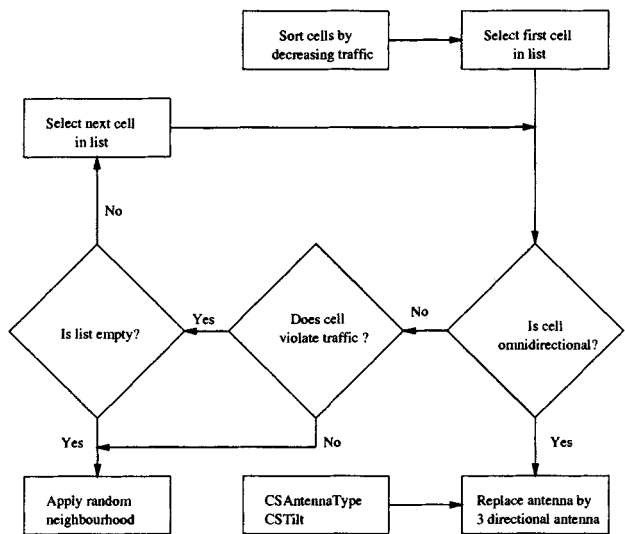 Sort cells by
decreasing traffic
Select first cell
in list
Select next cell
in list
No
Is list empty?
Yes
Does cell
violate traffic ?
No
Is cell
omnidirectional?
Yes
No
Yes
Apply random
neighbourhood
CSAntennaType
CSTilt
Replace antenna by
3 directional antenna